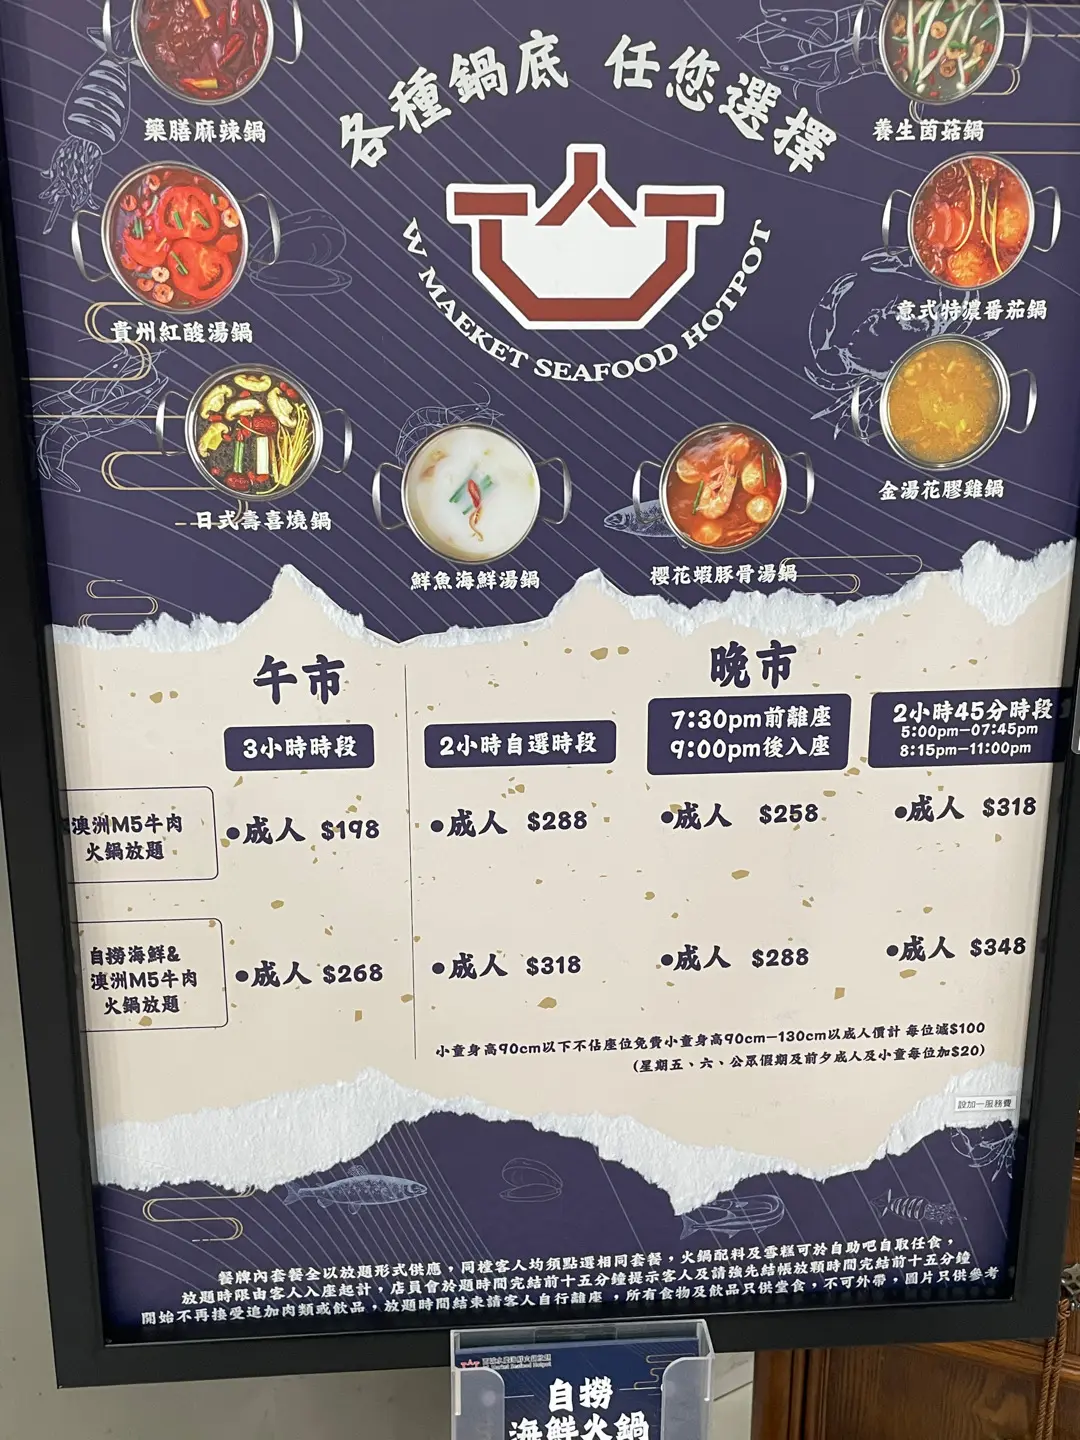 各種鍋底 任您選擇
W MAEKET SEAFOOD HOTPOT
藥膳麻辣鍋
養生茵菇鍋
貴州紅酸湯鍋
意式特濃番茄鍋
日式壽喜燒鍋
金湯花膠雞鍋
鮮魚海鮮湯鍋
櫻花蝦豚骨湯鍋
午市
晚市
3小時時段
2小時自選時段
7:30pm前離座
9:00pm後入座
2小時45分時段
5:00pm-07:45pm
8:15pm-11:00pm
澳洲M5牛肉
火鍋放題
●成人 $198
●成人 $288
●成人 $258
●成人 $318
自撈海鮮&
澳洲M5牛肉
火鍋放題
●成人 $268
●成人 $318
●成人 $288
●成人 $348
小童身高90cm以下不佔座位免費小童身高90cm-130cm以成人價計 每位減$100
(星期五、六、公眾假期及前夕成人及小童每位加$20)
設加一服務費
餐牌內套餐全以放題形式供應，同檯客人均須點選相同套餐，火鍋配料及雪糕可於自助吧自取任食，
放題時限由客人入座起計，店員會於題時間完結前十五分鐘提示客人及請強先結帳放顆時間完結前十五分鐘
開始不再接受追加肉類或飲品，放題時間結束請客人自行離座，所有食物及飲品只供堂食，不可外帶，圖片只供參考
Market Seafood Hotpot
自撈
海鮮火鍋